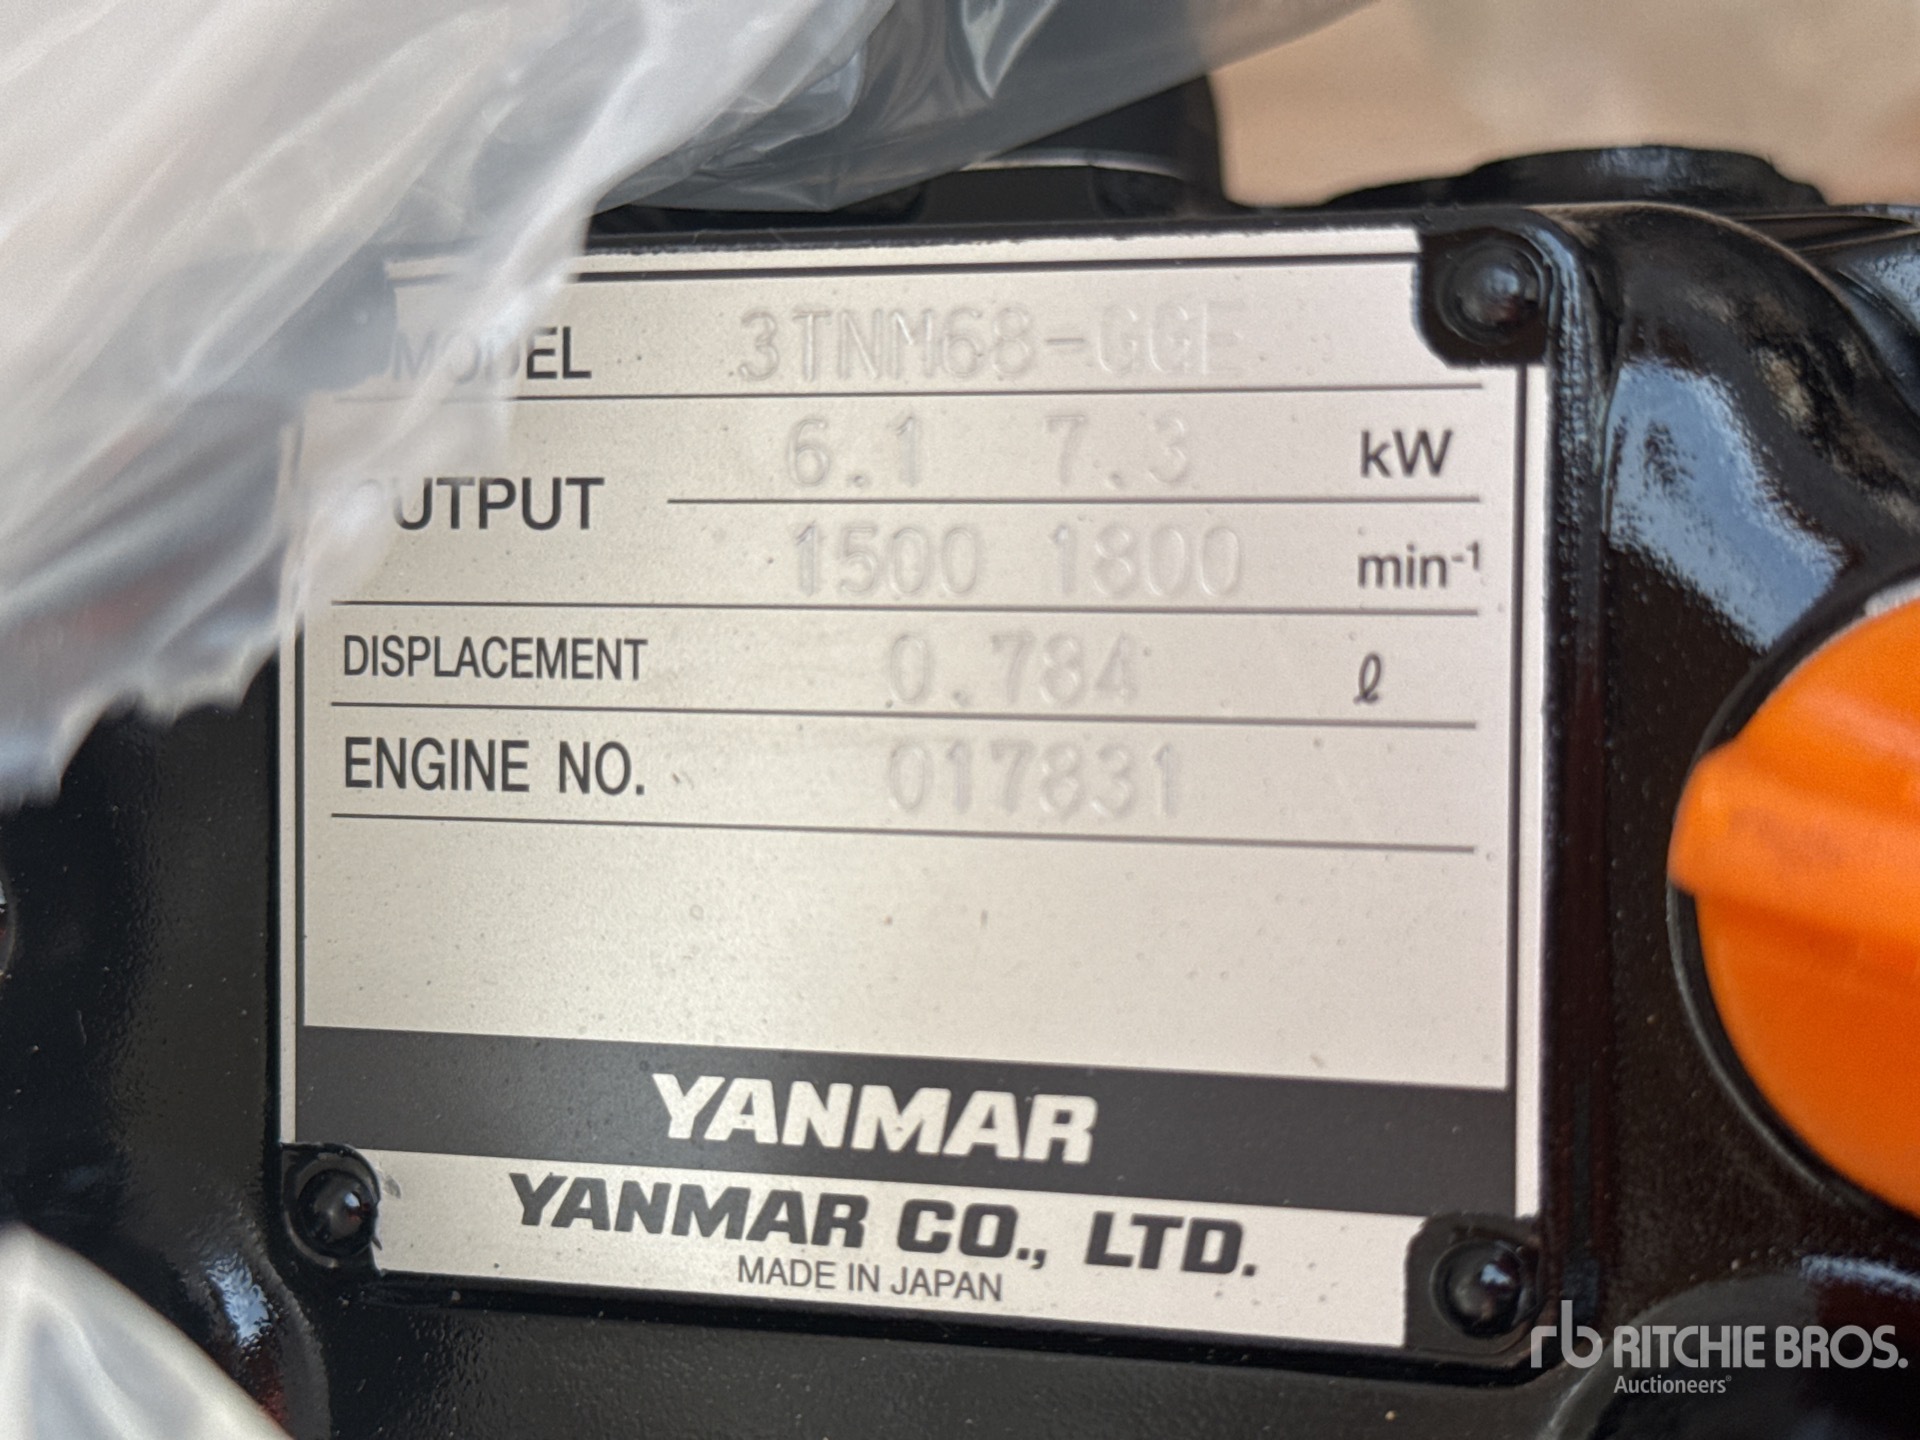 MODEL 3TNM68-GGE
6.1 7.3 kW
OUTPUT
1500 1800 min-1
DISPLACEMENT 0.784 ℓ
ENGINE NO. 017831
YANMAR
YANMAR CO., LTD.
MADE IN JAPAN
rb RITCHIE BROS.
Auctioneers®